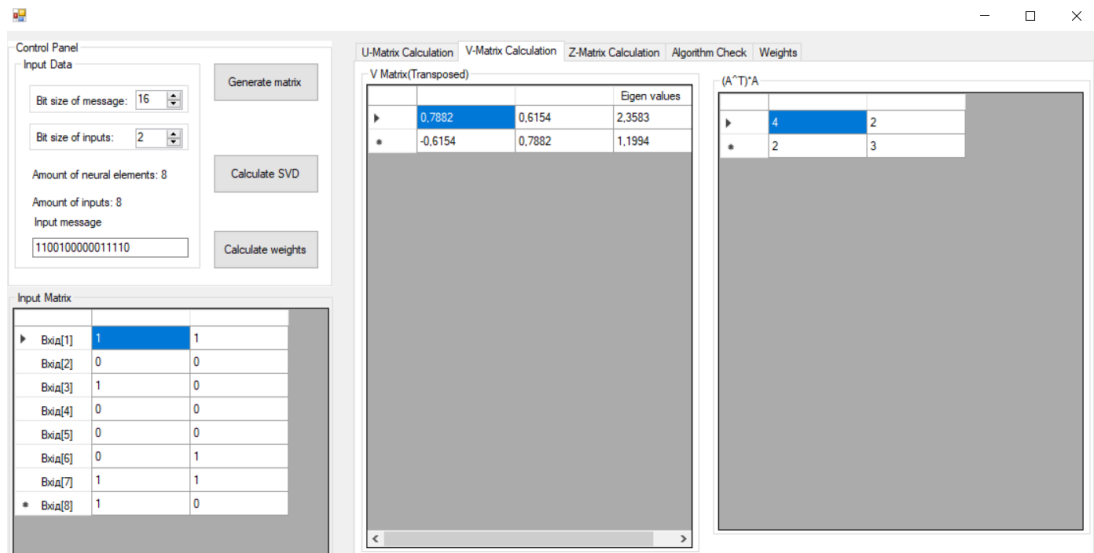 Control Panel
Input Data
Bit size of message: 16
Bit size of inputs: 2
Amount of neural elements: 8
Amount of inputs: 8
Input message
1100100000011110
Generate matrix
Calculate SVD
Calculate weights
Input Matrix
Вхід[1] 1 1
Вхід[2] 0 0
Вхід[3] 1 0
Вхід[4] 0 0
Вхід[5] 0 0
Вхід[6] 0 1
Вхід[7] 1 1
Вхід[8] 1 0
U-Matrix Calculation V-Matrix Calculation Z-Matrix Calculation Algorithm Check Weights
V Matrix(Transposed)
Eigen values
0,7882 0,6154 2,3583
-0,6154 0,7882 1,1994
(A^T)*A
4 2
2 3